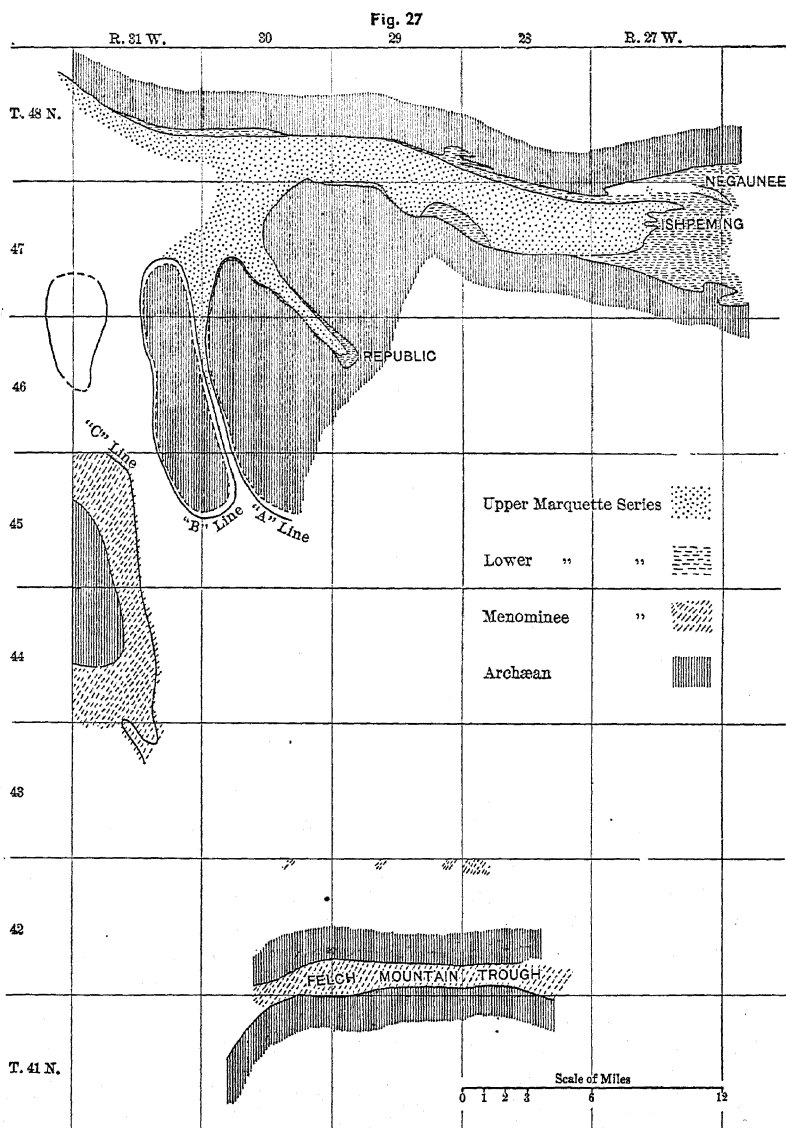 Fig. 27
R. 31 W. 30 29 28 R. 27 W.
T. 48 N.
NEGAUNEE
ISHPEMING
47
REPUBLIC
46
"C" Line
"B" Line "A" Line
45
Upper Marquette Series
Lower " "
Menominee "
Archæan
44
43
42
FELCH MOUNTAIN TROUGH
T. 41 N.
Scale of Miles
0 1 2 3 6 12